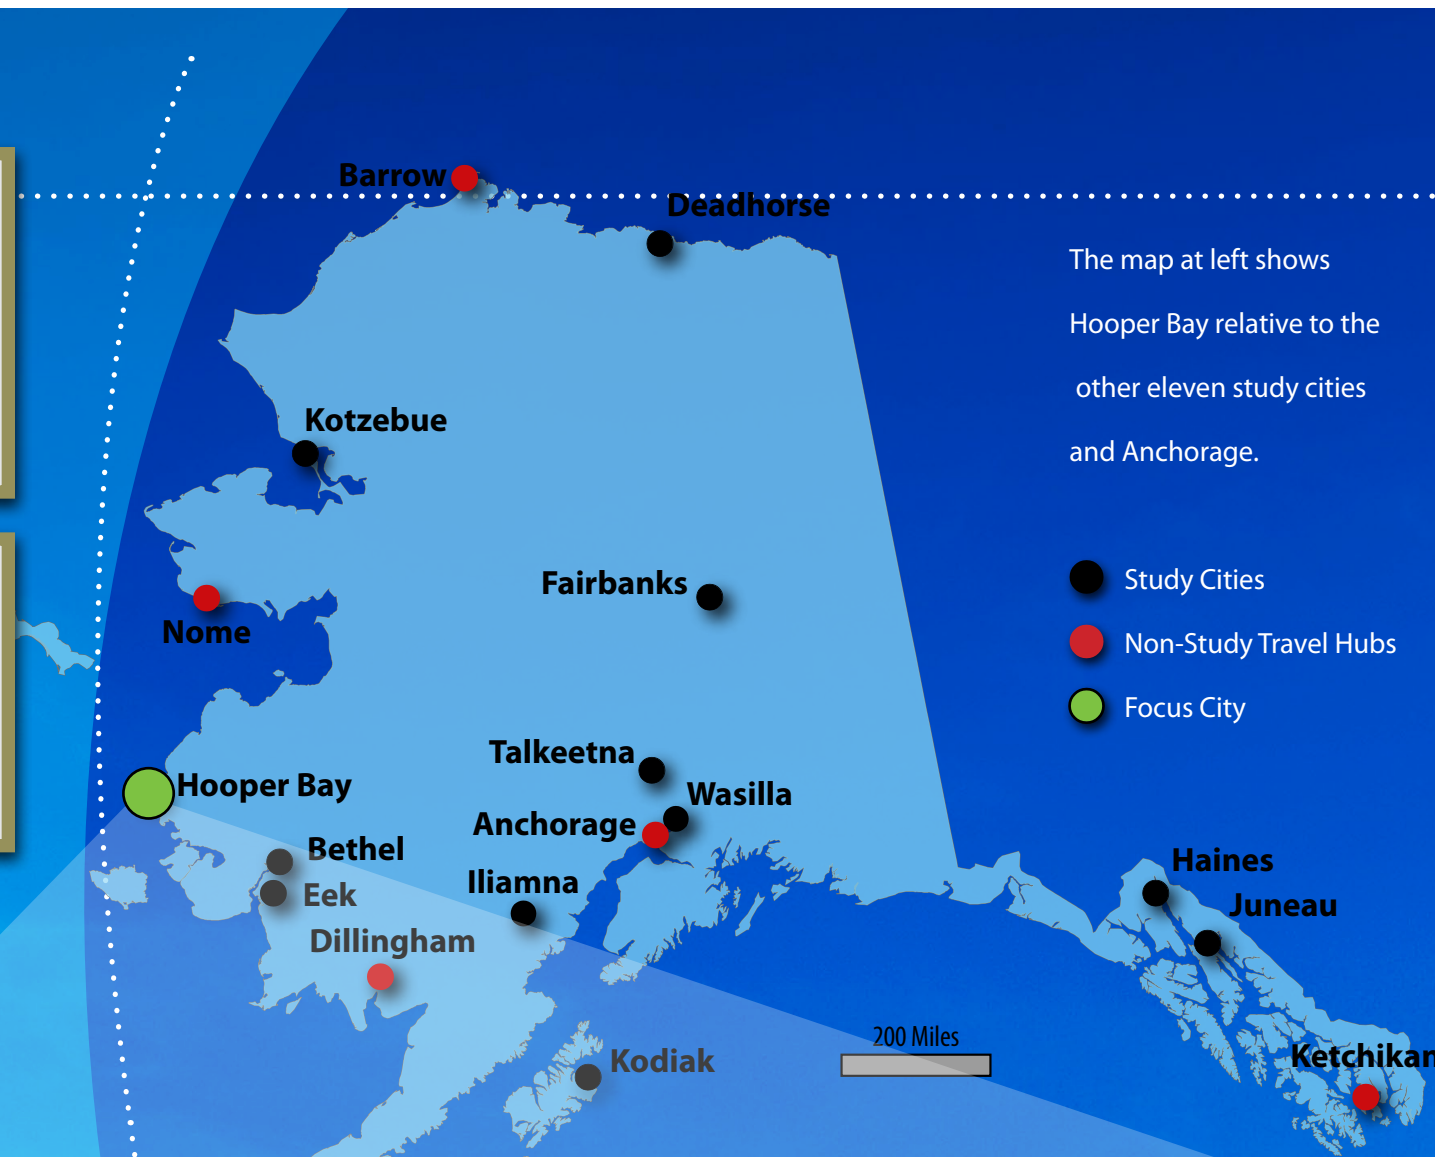 Barrow
Deadhorse
The map at left shows
Hooper Bay relative to the
other eleven study cities
and Anchorage.
Kotzebue
Fairbanks
Study Cities
Nome
Non-Study Travel Hubs
Focus City
Talkeetna
Hooper Bay
Wasilla
Anchorage
Bethel
Haines
Iliamna
Eek
Juneau
Dillingham
200 Miles
Kodiak
Ketchikan